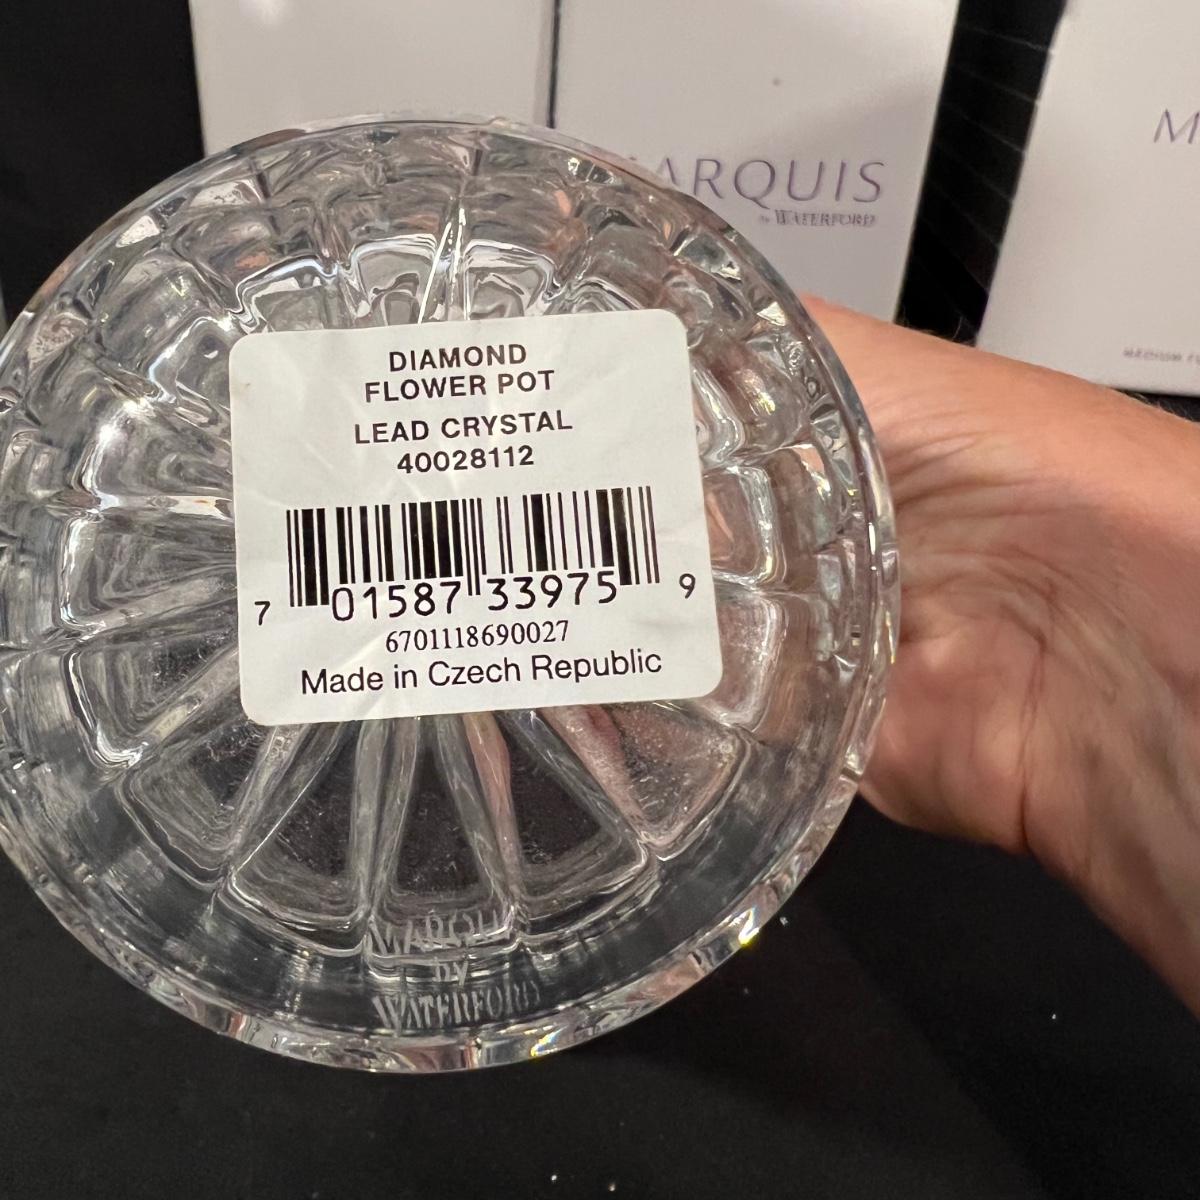 MARQUIS
by WATERFORD
M
DIAMOND
FLOWER POT
LEAD CRYSTAL
40028112
7 01587 33975 9
6701118690027
Made in Czech Republic
MARQUIS
BY
WATERFORD